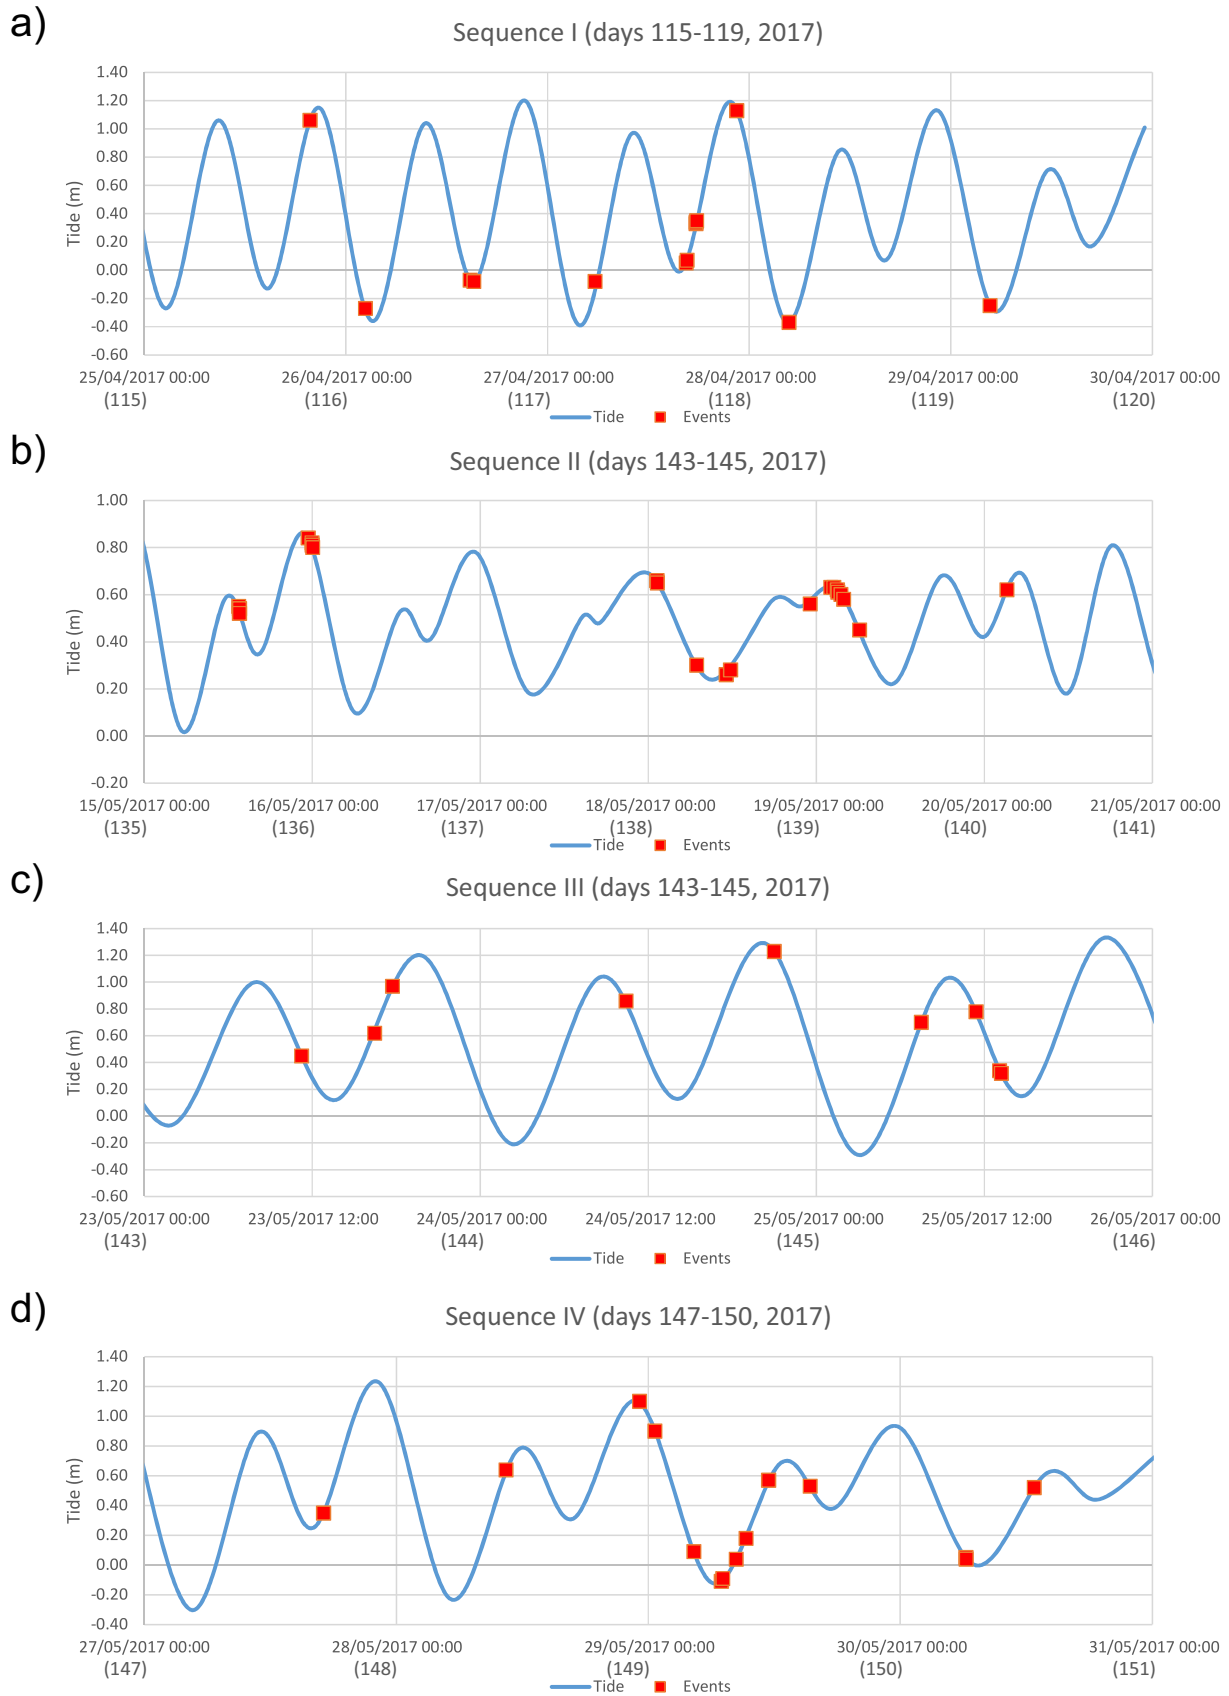 a)
Sequence I (days 115-119, 2017)
Tide (m)
1.40
1.20
1.00
0.80
0.60
0.40
0.20
0.00
-0.20
-0.40
-0.60
25/04/2017 00:00 26/04/2017 00:00 27/04/2017 00:00 28/04/2017 00:00 29/04/2017 00:00 30/04/2017 00:00
(115) (116) (117) (118) (119) (120)
Tide Events
b)
Sequence II (days 143-145, 2017)
Tide (m)
1.00
0.80
0.60
0.40
0.20
0.00
-0.20
15/05/2017 00:00 16/05/2017 00:00 17/05/2017 00:00 18/05/2017 00:00 19/05/2017 00:00 20/05/2017 00:00 21/05/2017 00:00
(135) (136) (137) (138) (139) (140) (141)
Tide Events
c)
Sequence III (days 143-145, 2017)
Tide (m)
1.40
1.20
1.00
0.80
0.60
0.40
0.20
0.00
-0.20
-0.40
-0.60
23/05/2017 00:00 23/05/2017 12:00 24/05/2017 00:00 24/05/2017 12:00 25/05/2017 00:00 25/05/2017 12:00 26/05/2017 00:00
(143) (144) (145) (146)
Tide Events
d)
Sequence IV (days 147-150, 2017)
Tide (m)
1.40
1.20
1.00
0.80
0.60
0.40
0.20
0.00
-0.20
-0.40
27/05/2017 00:00 28/05/2017 00:00 29/05/2017 00:00 30/05/2017 00:00 31/05/2017 00:00
(147) (148) (149) (150) (151)
Tide Events